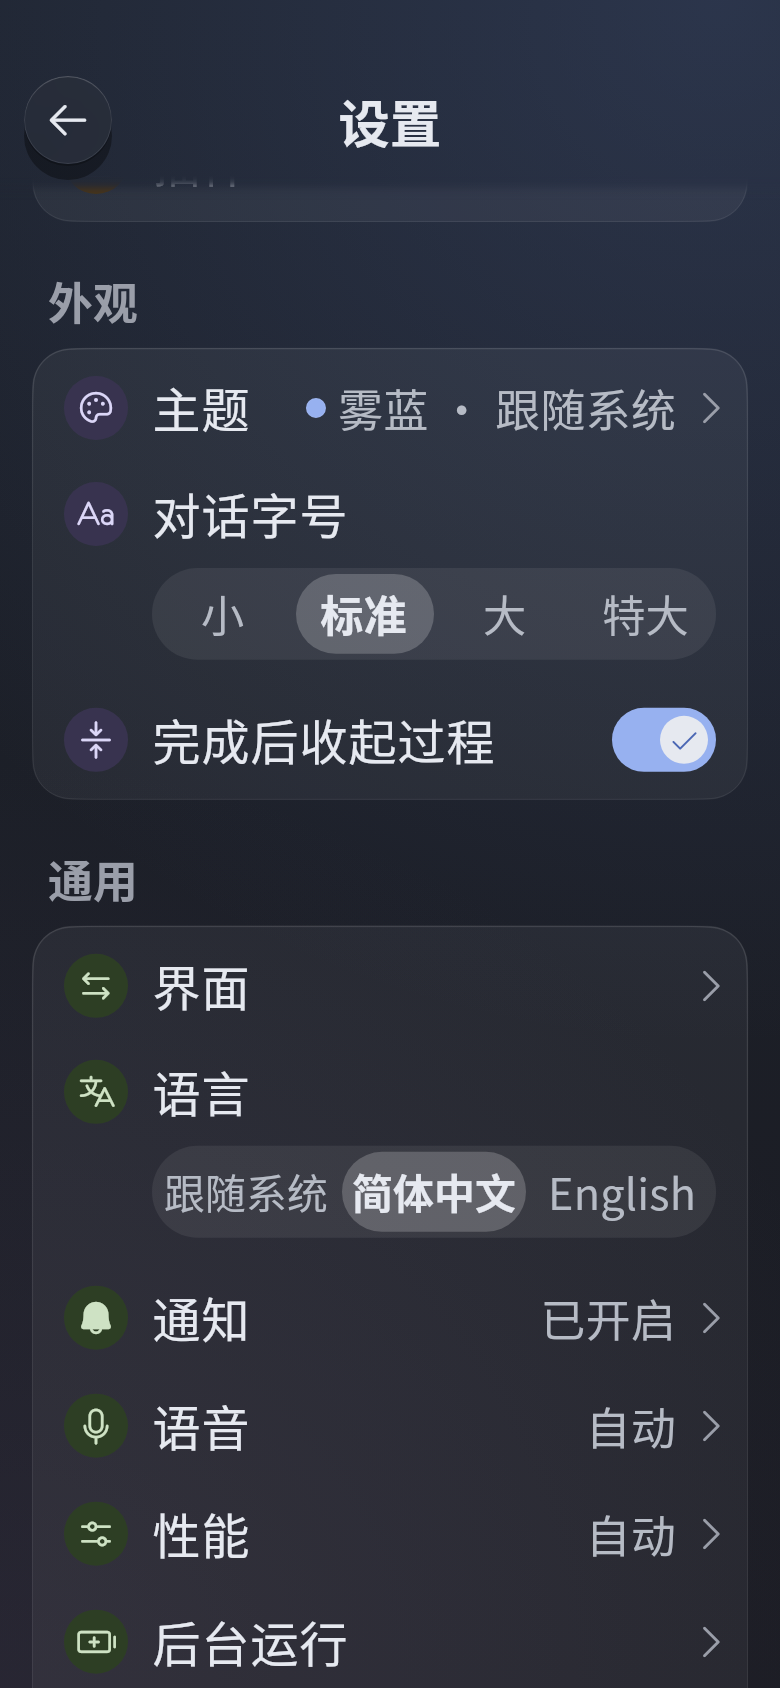 设置
外观
主题 雾蓝 · 跟随系统
Aa 对话字号
小 标准 大 特大
完成后收起过程
通用
界面
文A 语言
跟随系统 简体中文 English
通知 已开启
语音 自动
性能 自动
后台运行